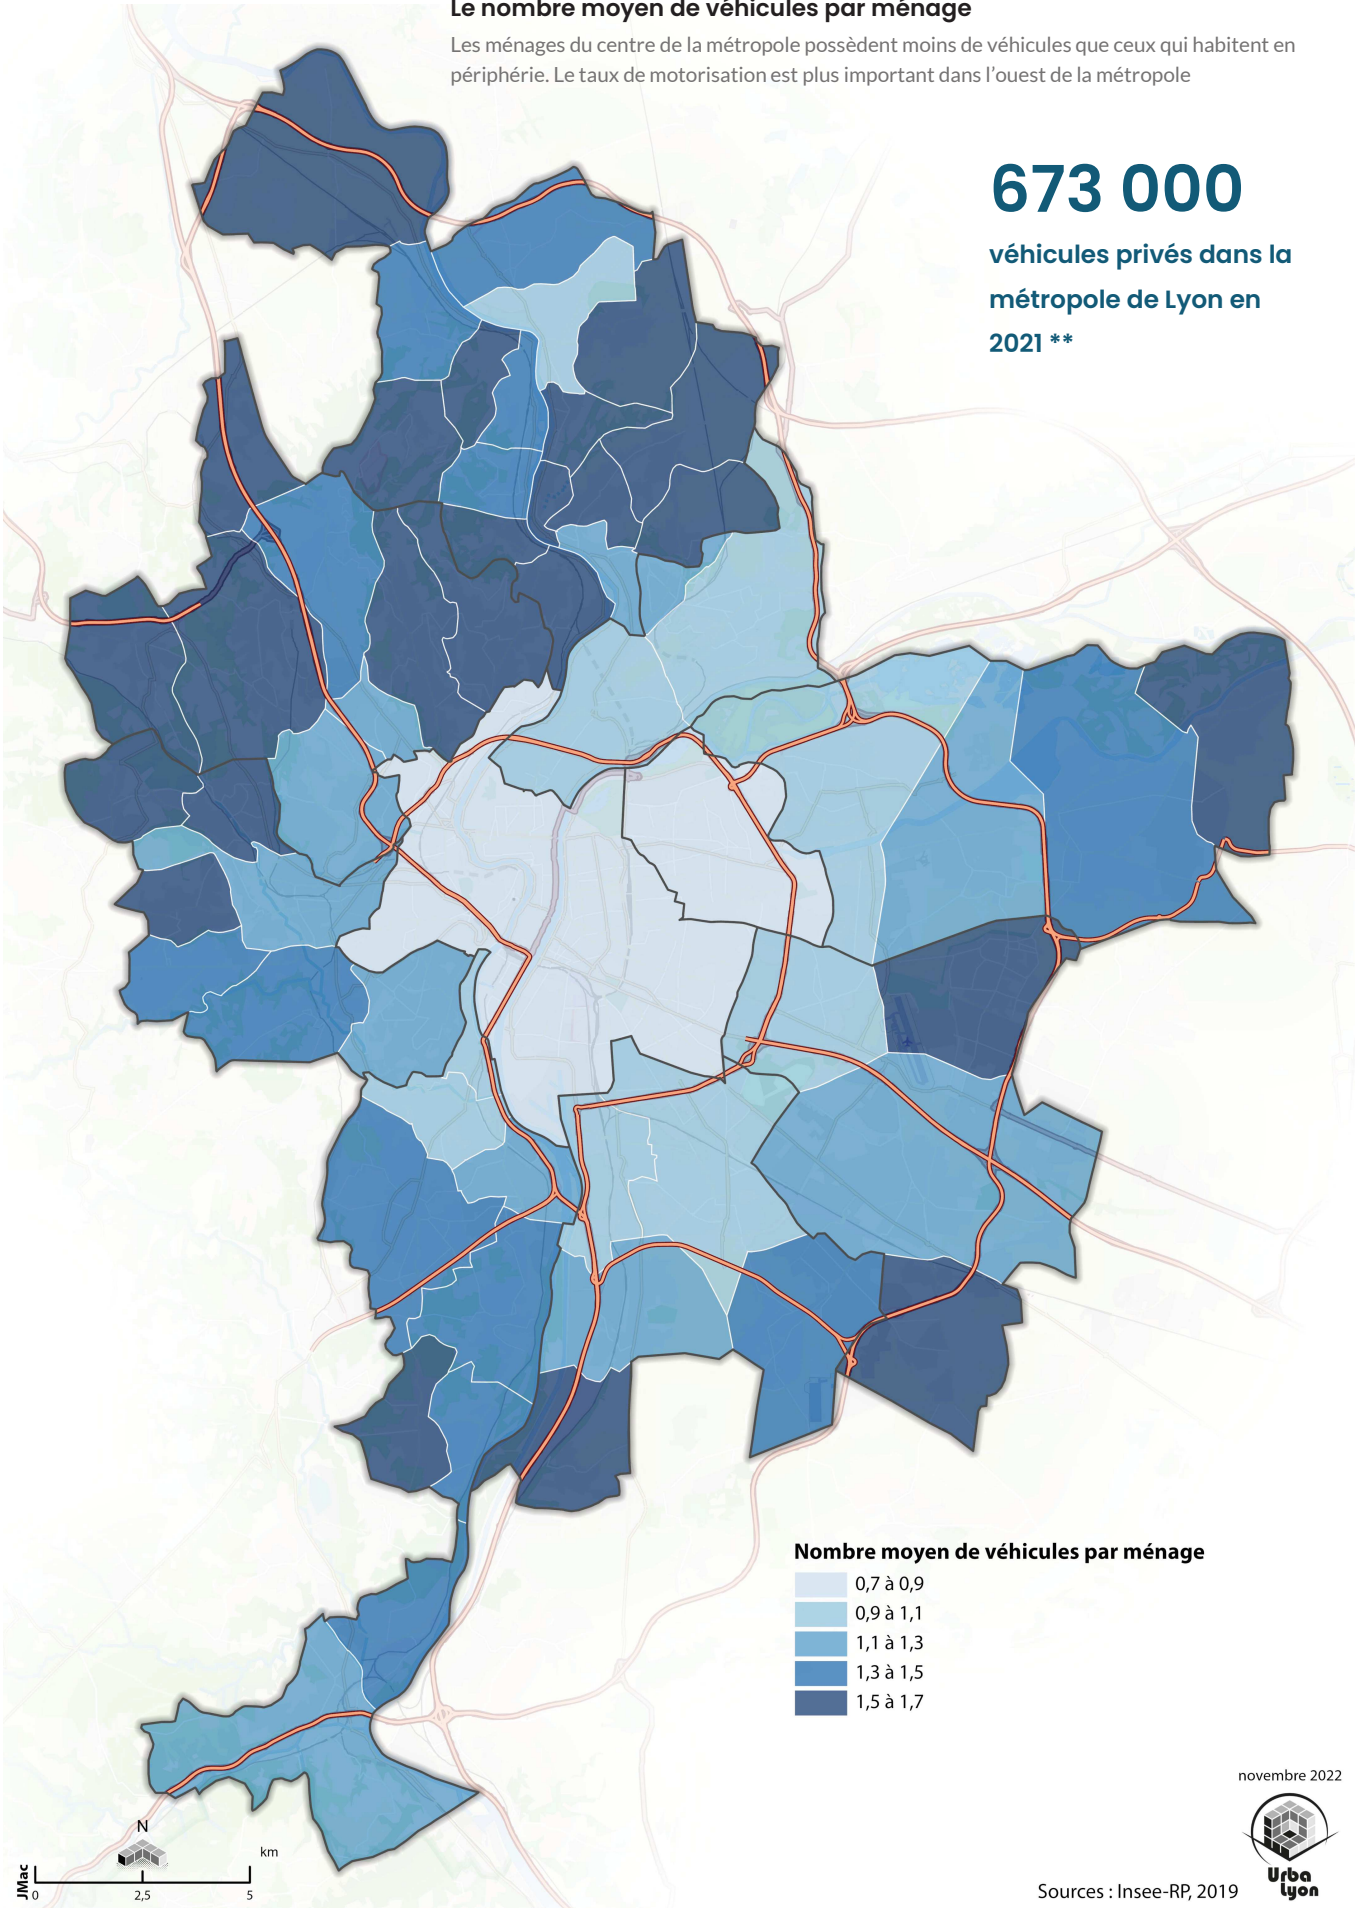 Le nombre moyen de véhicules par ménage
Les ménages du centre de la métropole possèdent moins de véhicules que ceux qui habitent en
périphérie. Le taux de motorisation est plus important dans l'ouest de la métropole
673 000
véhicules privés dans la
métropole de Lyon en
2021 **
Nombre moyen de véhicules par ménage
0,7 à 0,9
0,9 à 1,1
1,1 à 1,3
1,3 à 1,5
1,5 à 1,7
novembre 2022
N
km
JMac
0 2,5 5
Sources : Insee-RP, 2019
Urba
Lyon